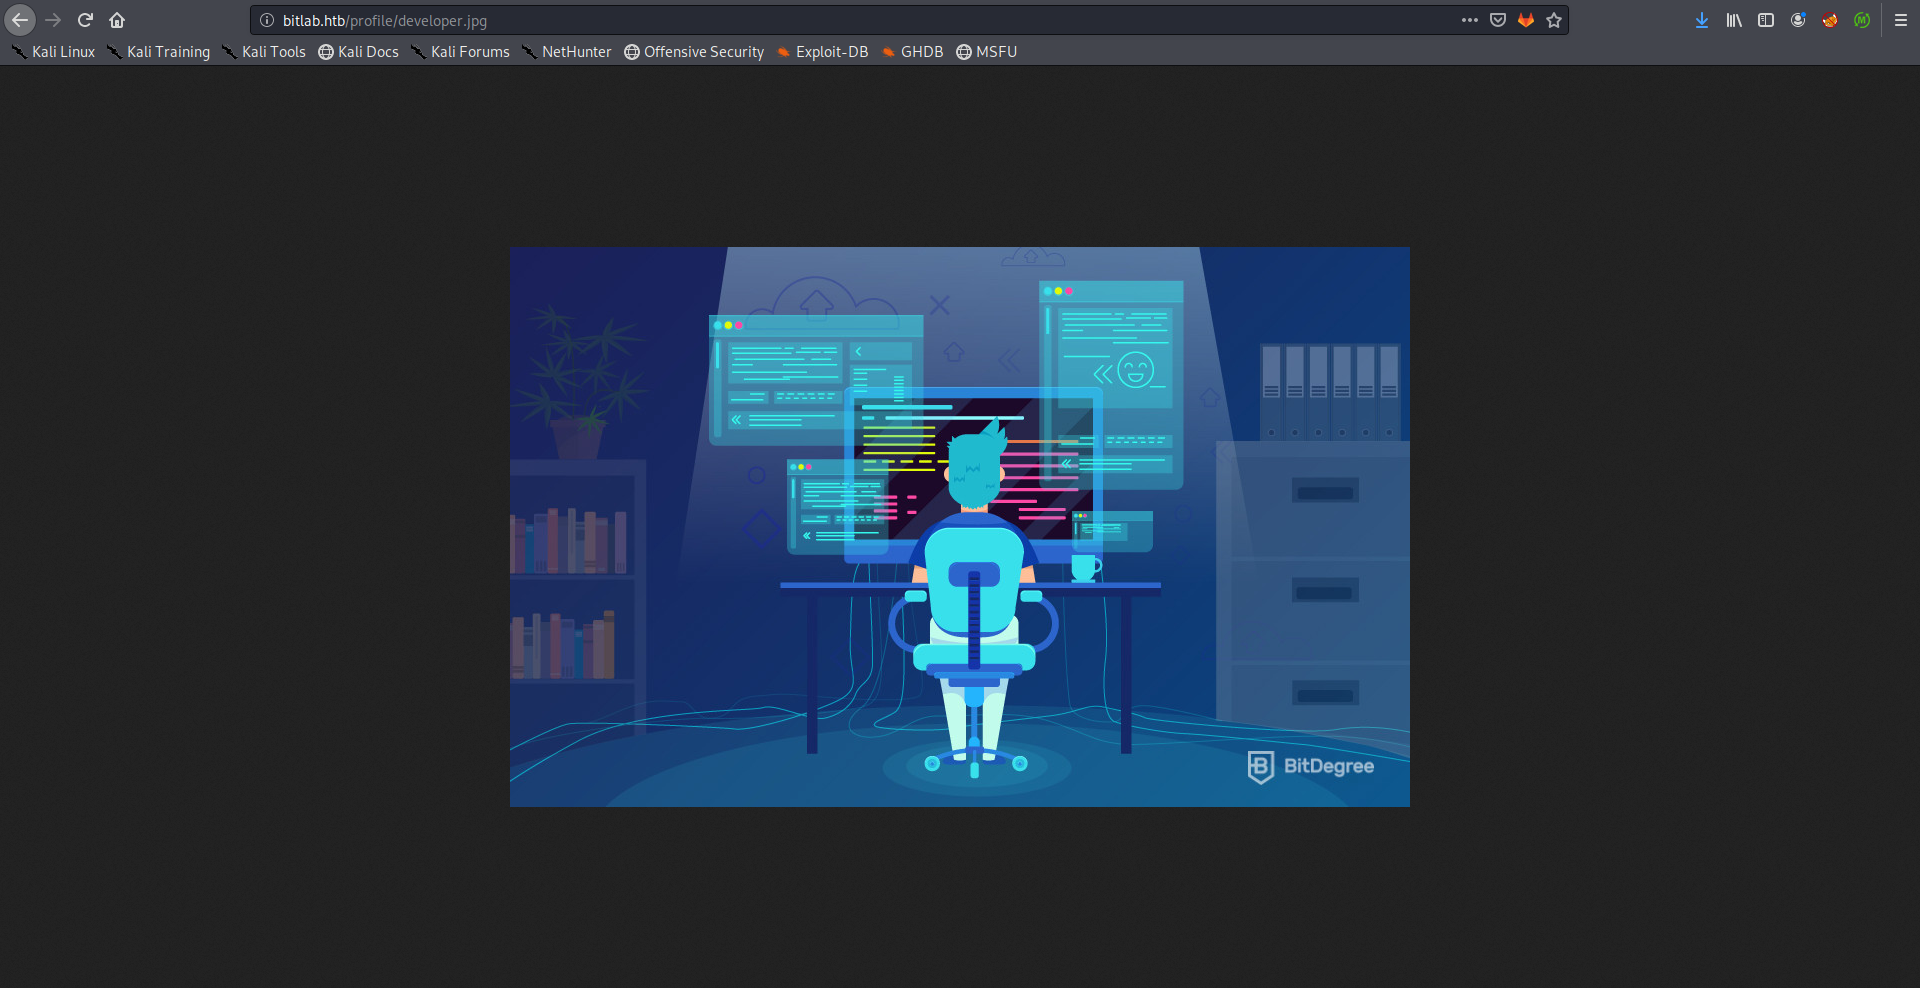 bitlab.htb/profile/developer.jpg
Kali Linux Kali Training Kali Tools Kali Docs Kali Forums NetHunter Offensive Security Exploit-DB GHDB MSFU
BitDegree